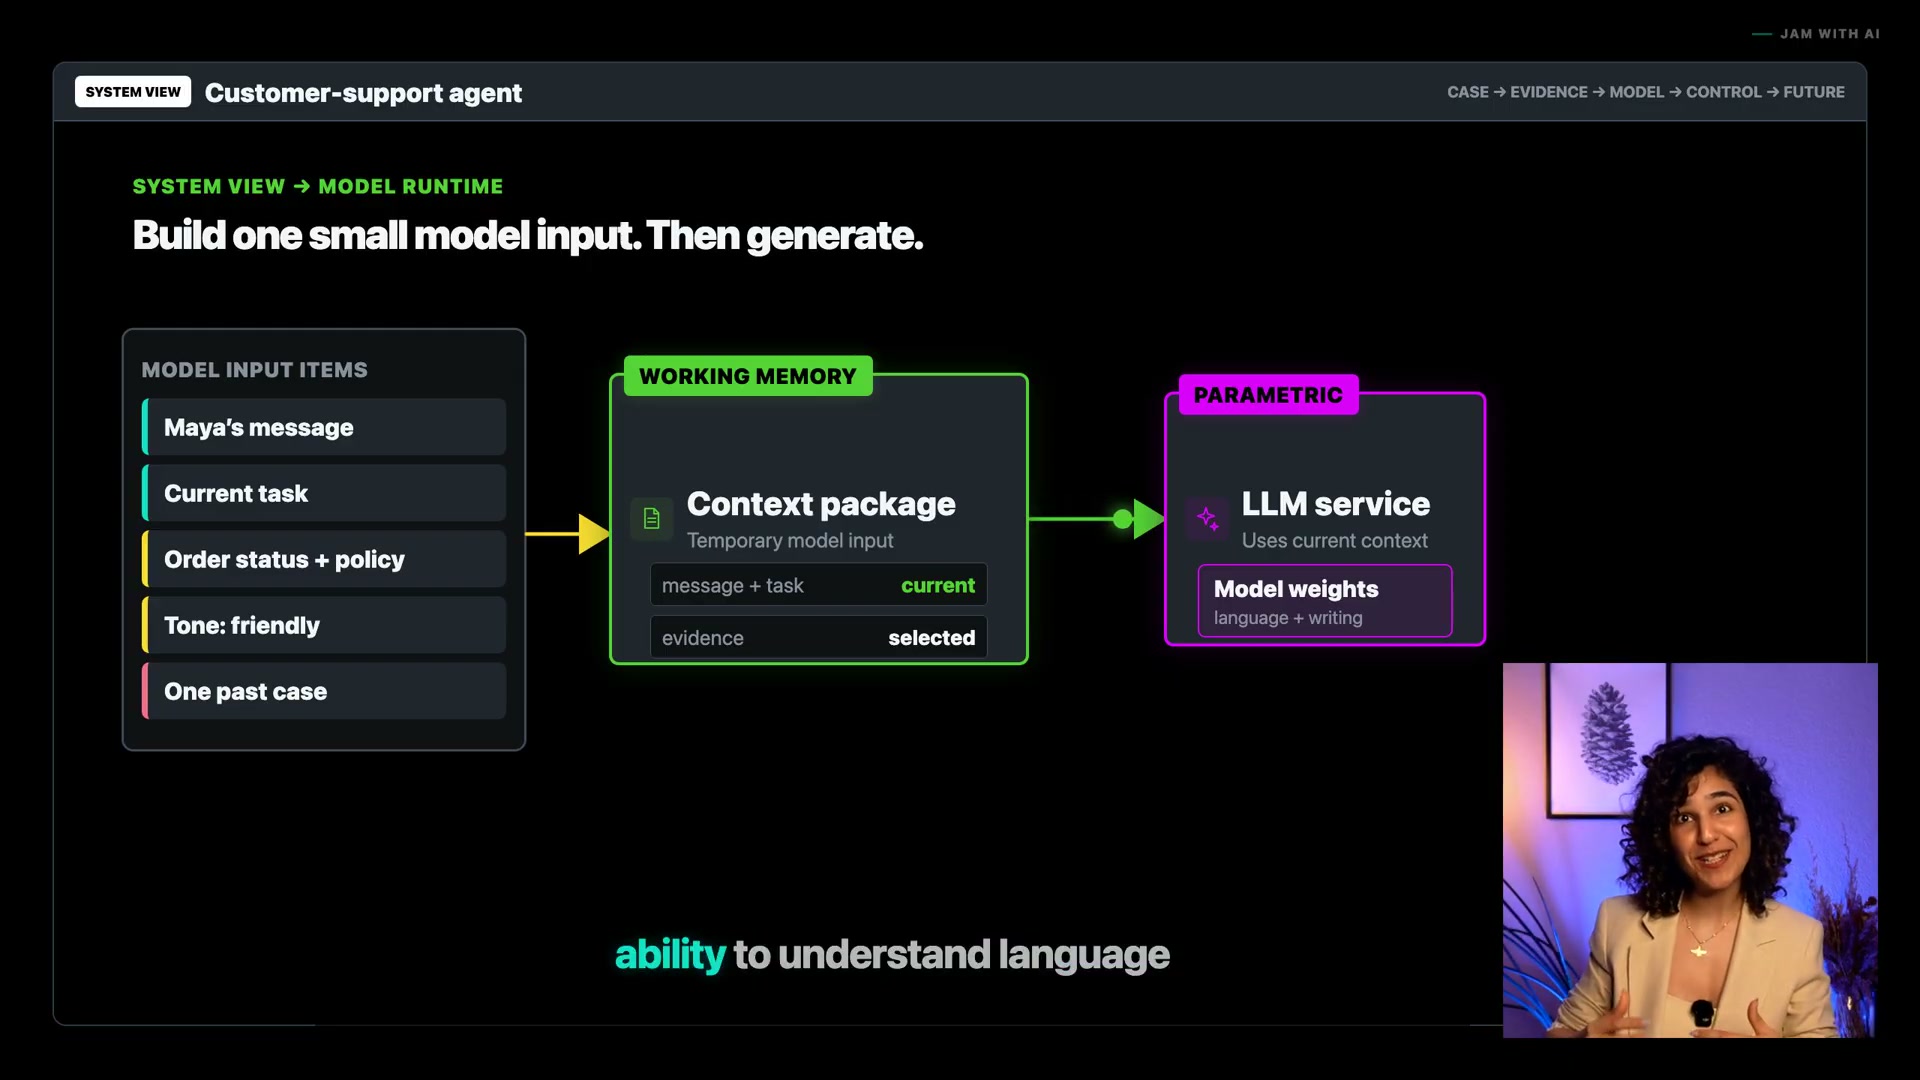 JAM WITH AI
SYSTEM VIEW
Customer-support agent
CASE → EVIDENCE → MODEL → CONTROL → FUTURE
SYSTEM VIEW → MODEL RUNTIME
Build one small model input. Then generate.
MODEL INPUT ITEMS
Maya’s message
Current task
Order status + policy
Tone: friendly
One past case
WORKING MEMORY
Context package
Temporary model input
message + task current
evidence selected
PARAMETRIC
LLM service
Uses current context
Model weights
language + writing
ability to understand language